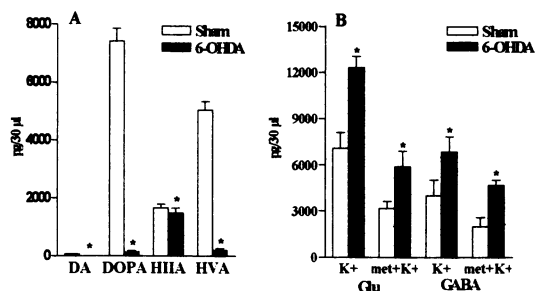 A
Sham
6-OHDA
8000
6000
4000
2000
0
pg/30 µl
*
*
*
*
DA DOPA HIIA HVA
B
Sham
6-OHDA
15000
12000
9000
6000
3000
0
pg/30 µl
*
*
*
*
K+ met+K+ K+ met+K+
Glu GABA